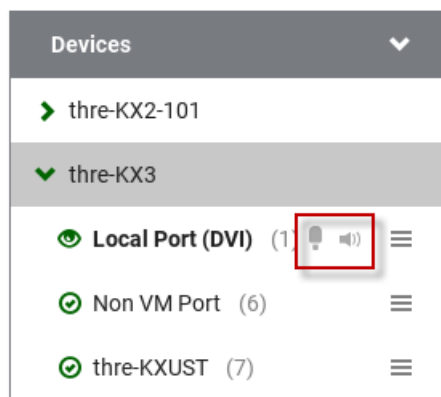 Devices
thre-KX2-101
thre-KX3
Local Port (DVI) (1)
Non VM Port (6)
thre-KXUST (7)